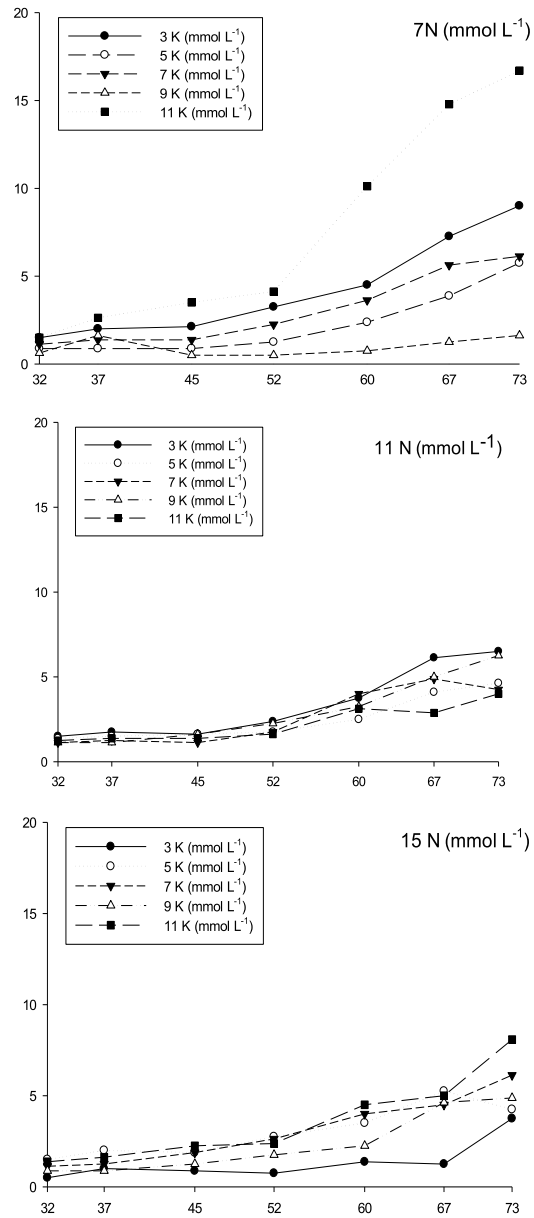 7N (mmol L-1)
20
15
10
5
0
3 K (mmol L-1)
5 K (mmol L-1)
7 K (mmol L-1)
9 K (mmol L-1)
11 K (mmol L-1)
32 37 45 52 60 67 73
11 N (mmol L-1)
20
15
10
5
0
3 K (mmol L-1)
5 K (mmol L-1)
7 K (mmol L-1)
9 K (mmol L-1)
11 K (mmol L-1)
32 37 45 52 60 67 73
15 N (mmol L-1)
20
15
10
5
0
3 K (mmol L-1)
5 K (mmol L-1)
7 K (mmol L-1)
9 K (mmol L-1)
11 K (mmol L-1)
32 37 45 52 60 67 73